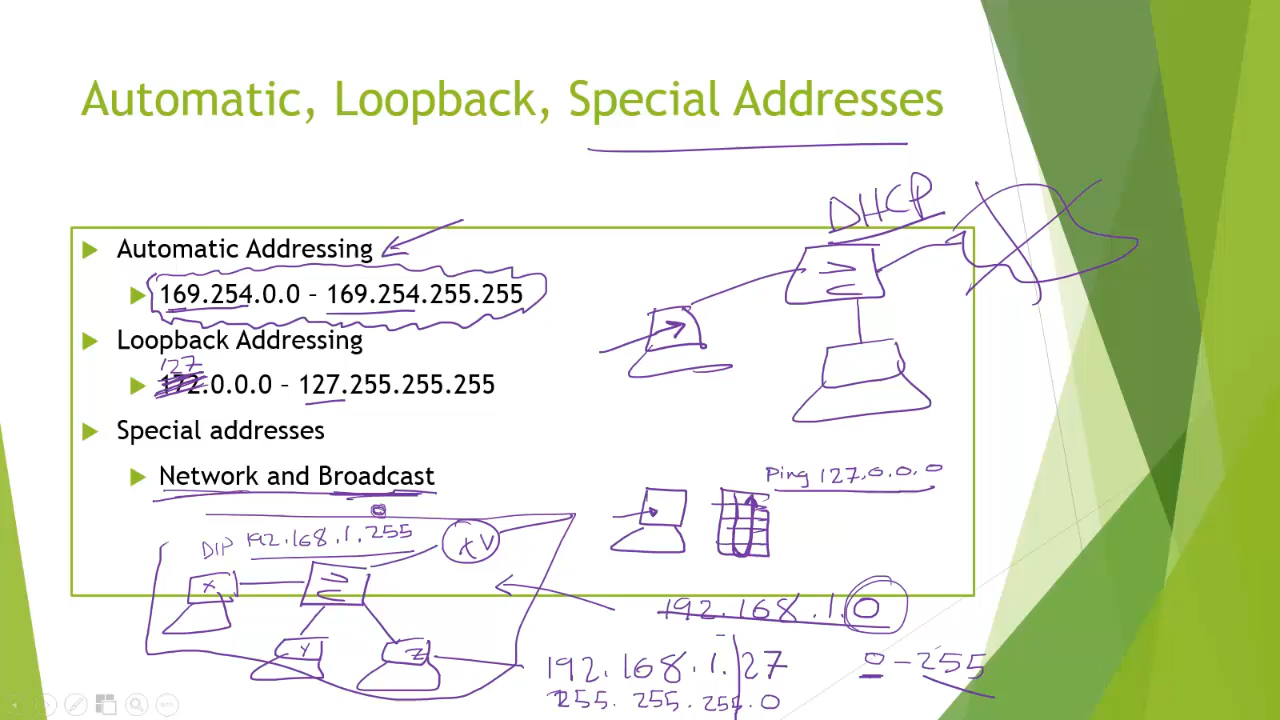 Automatic, Loopback, Special Addresses
DHCP
Automatic Addressing
169.254.0.0 – 169.254.255.255
Loopback Addressing
127
172.0.0.0 – 127.255.255.255
Special addresses
Network and Broadcast
Ping 127.0.0.0
DIP 192.168.1.255
X
Y
Z
192.168.1.0
192.168.1.27
0 - 255
255.255.255.0